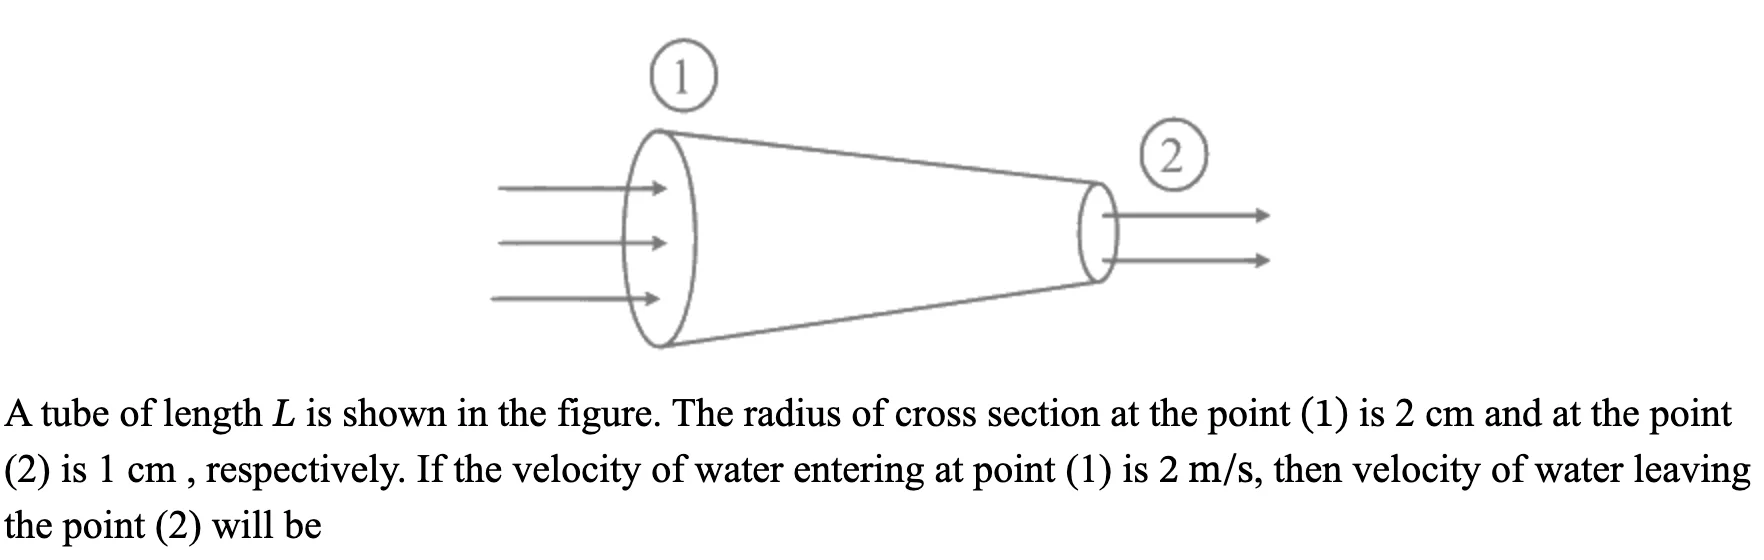 1
2
A tube of length L is shown in the figure. The radius of cross section at the point (1) is 2 cm and at the point
(2) is 1 cm , respectively. If the velocity of water entering at point (1) is 2 m/s, then velocity of water leaving
the point (2) will be